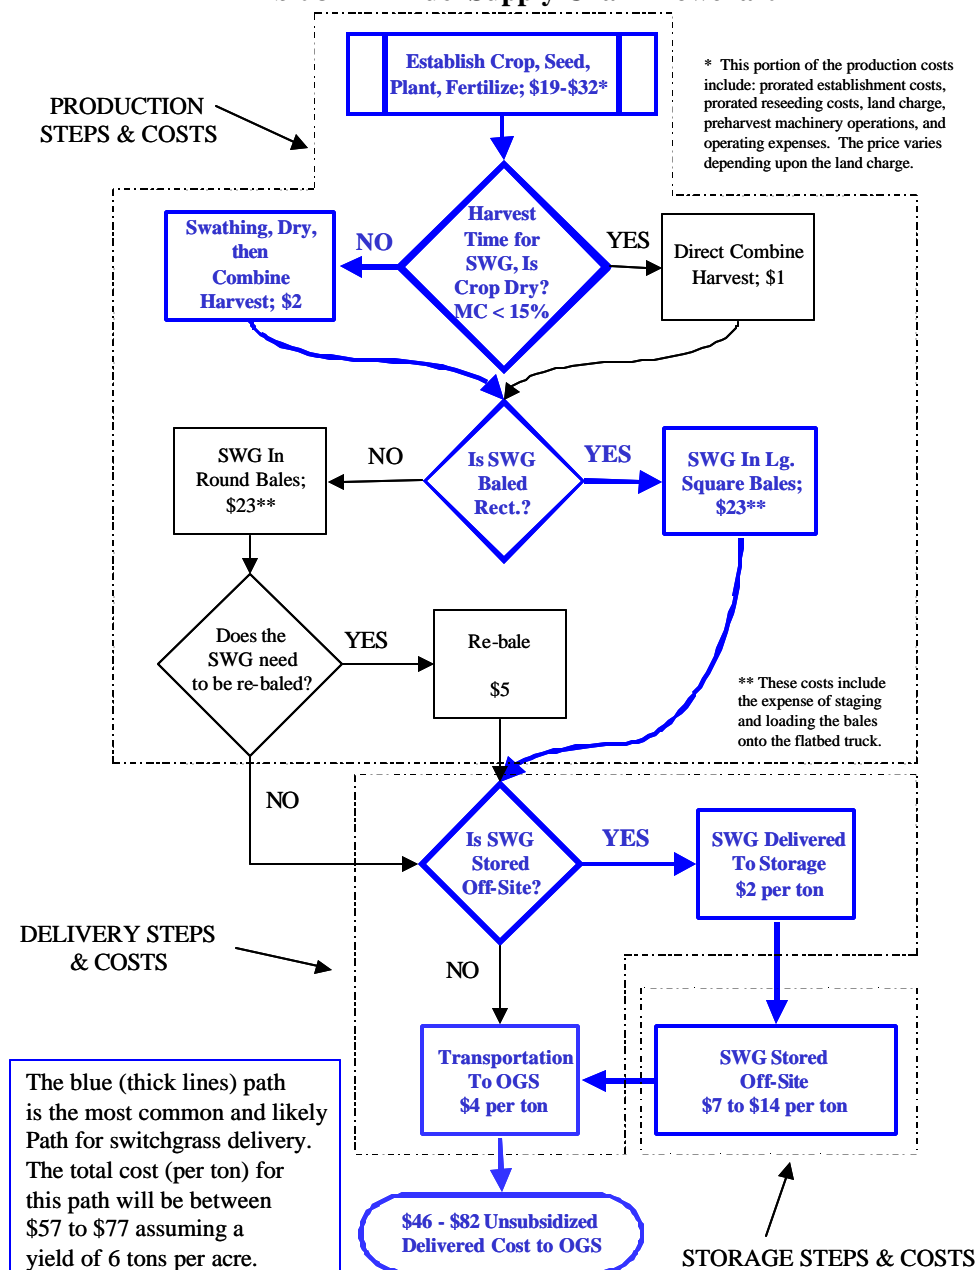 Establish Crop, Seed,
Plant, Fertilize; $19-$32*
* This portion of the production costs
include: prorated establishment costs,
prorated reseeding costs, land charge,
preharvest machinery operations, and
operating expenses. The price varies
depending upon the land charge.
PRODUCTION
STEPS & COSTS
Harvest
Time for
SWG, Is
Crop Dry?
MC < 15%
NO
YES
Swathing, Dry,
then
Combine
Harvest; $2
Direct Combine
Harvest; $1
Is SWG
Baled
Rect.?
NO
YES
SWG In
Round Bales;
$23**
SWG In Lg.
Square Bales;
$23**
Does the
SWG need
to be re-baled?
YES
Re-bale
$5
** These costs include
the expense of staging
and loading the bales
onto the flatbed truck.
NO
Is SWG
Stored
Off-Site?
YES
SWG Delivered
To Storage
$2 per ton
DELIVERY STEPS
& COSTS
NO
Transportation
To OGS
$4 per ton
SWG Stored
Off-Site
$7 to $14 per ton
The blue (thick lines) path
is the most common and likely
Path for switchgrass delivery.
The total cost (per ton) for
this path will be between
$57 to $77 assuming a
yield of 6 tons per acre.
$46 - $82 Unsubsidized
Delivered Cost to OGS
STORAGE STEPS & COSTS